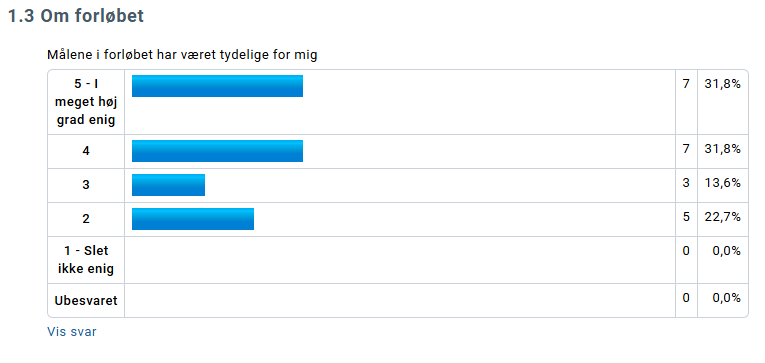 1.3 Om forløbet
Målene i forløbet har været tydelige for mig
5 - I
meget høj
grad enig
7
31,8%
4
7
31,8%
3
3
13,6%
2
5
22,7%
1 - Slet
ikke enig
0
0,0%
Ubesvaret
0
0,0%
Vis svar